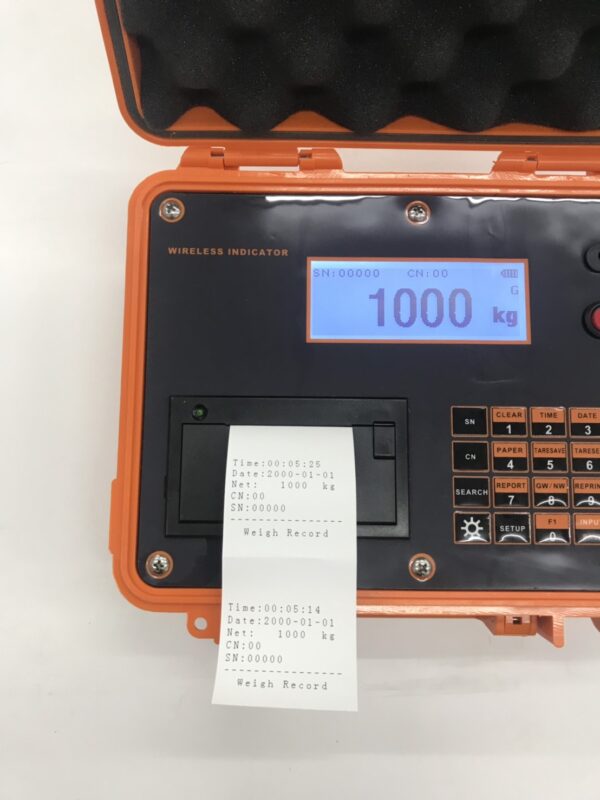 WIRELESS INDICATOR
SN:00000 CN:00
G
1000 kg
SN CLEAR 1 TIME 2 DATE 3
CN PAPER 4 TARESAVE 5 6
SEARCH REPORT 7 GW/NW 8 9
SETUP F1 0 INPUT
Time:00:05:25
Date:2000-01-01
Net: 1000 kg
CN:00
SN:00000
--------------------
Weigh Record
Time:00:05:14
Date:2000-01-01
Net: 1000 kg
CN:00
SN:00000
--------------------
Weigh Record